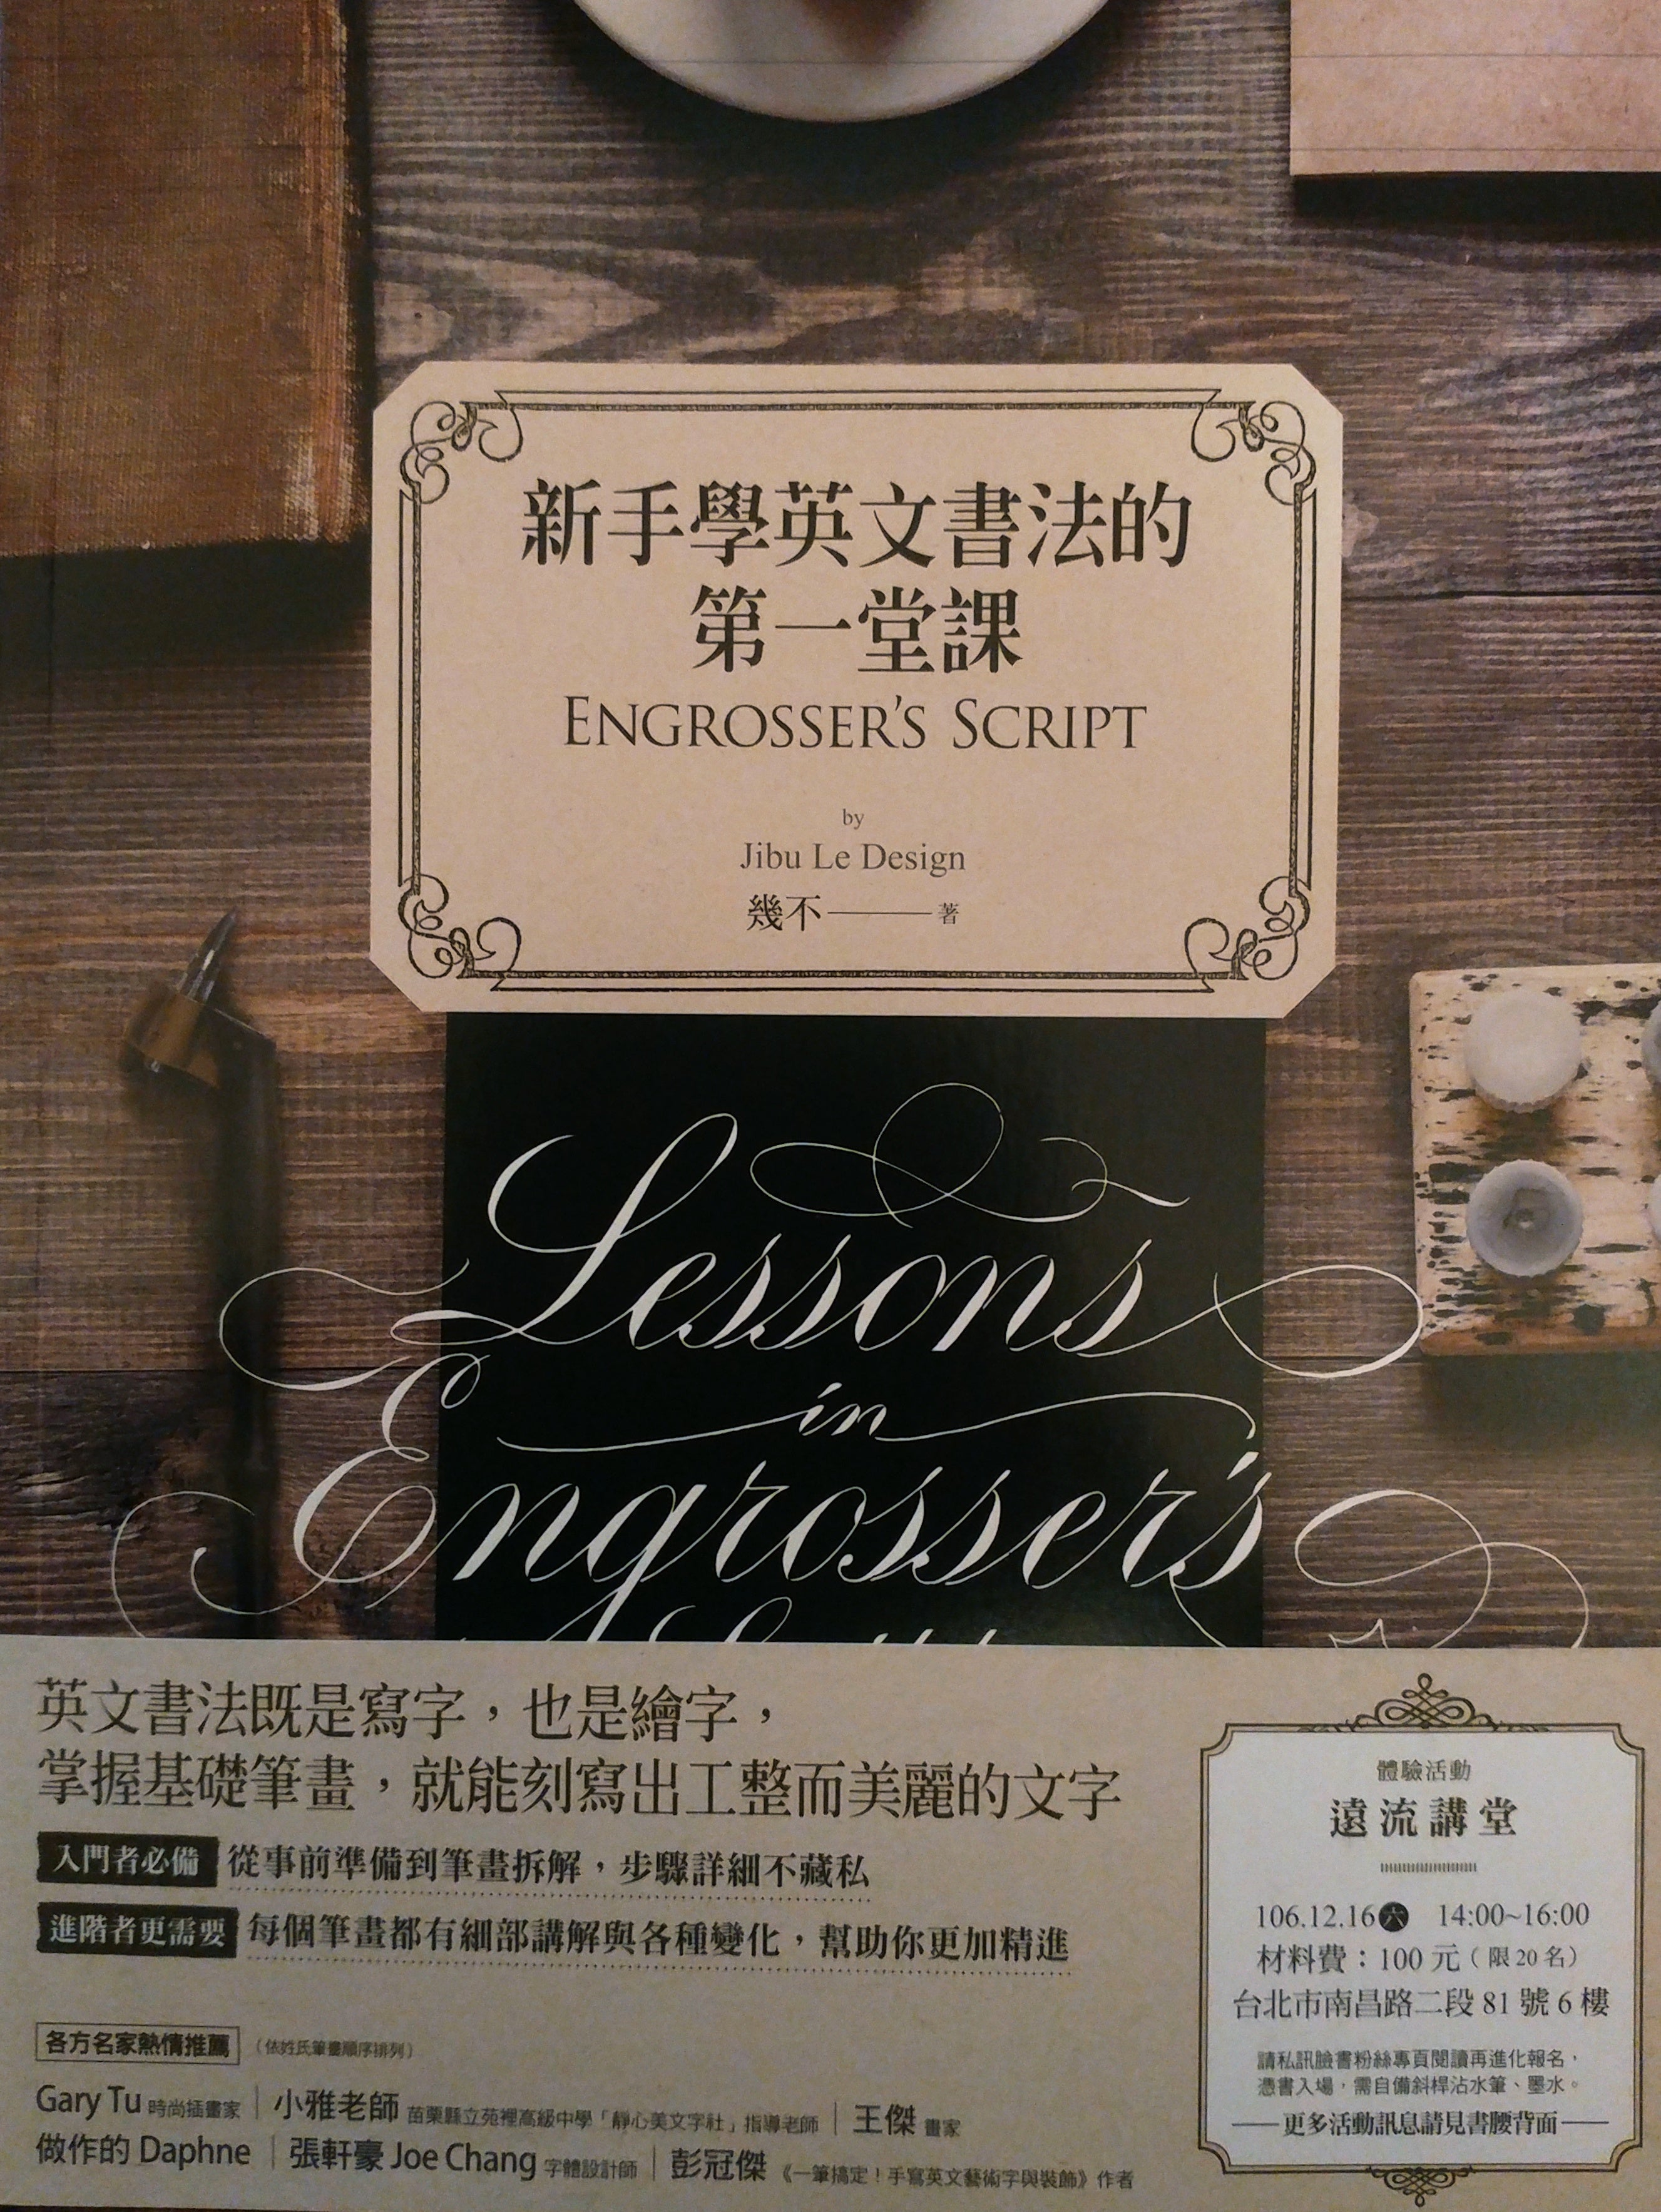 新手學英文書法的
第一堂課
ENGROSSER'S SCRIPT
by
Jibu Le Design
幾不——著
Lessons
in
Engrosser's
英文書法既是寫字，也是繪字，
掌握基礎筆畫，就能刻寫出工整而美麗的文字
入門者必備 從事前準備到筆畫拆解，步驟詳細不藏私
進階者更需要 每個筆畫都有細部講解與各種變化，幫助你更加精進
各方名家熱情推薦（依姓氏筆畫順序排列）
Gary Tu 時尚插畫家｜小雅老師 苗栗縣立苑裡高級中學「靜心美文字社」指導老師｜王傑 畫家
做作的 Daphne｜張軒豪 Joe Chang 字體設計師｜彭冠傑《一筆搞定！手寫英文藝術字與裝飾》作者
體驗活動
遠流講堂
106.12.16 六 14:00~16:00
材料費：100 元（限 20 名）
台北市南昌路二段 81 號 6 樓
請私訊臉書粉絲專頁閱讀再進化報名，
憑書入場，需自備斜桿沾水筆、墨水。
——更多活動訊息請見書腰背面——